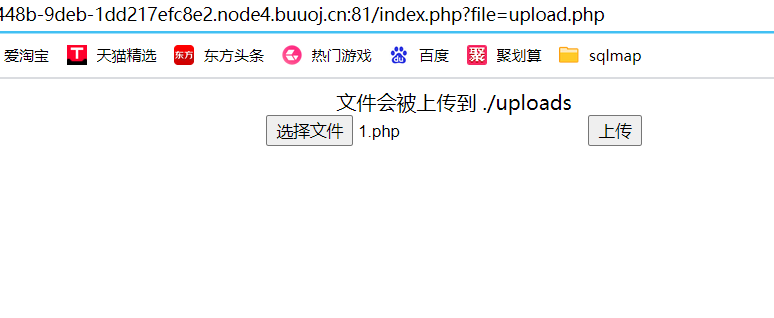 448b-9deb-1dd217efc8e2.node4.buuoj.cn:81/index.php?file=upload.php
爱淘宝 T 天猫精选 东方 东方头条 热门游戏 du 百度 聚 聚划算 sqlmap
文件会被上传到 ./uploads
选择文件 1.php 上传